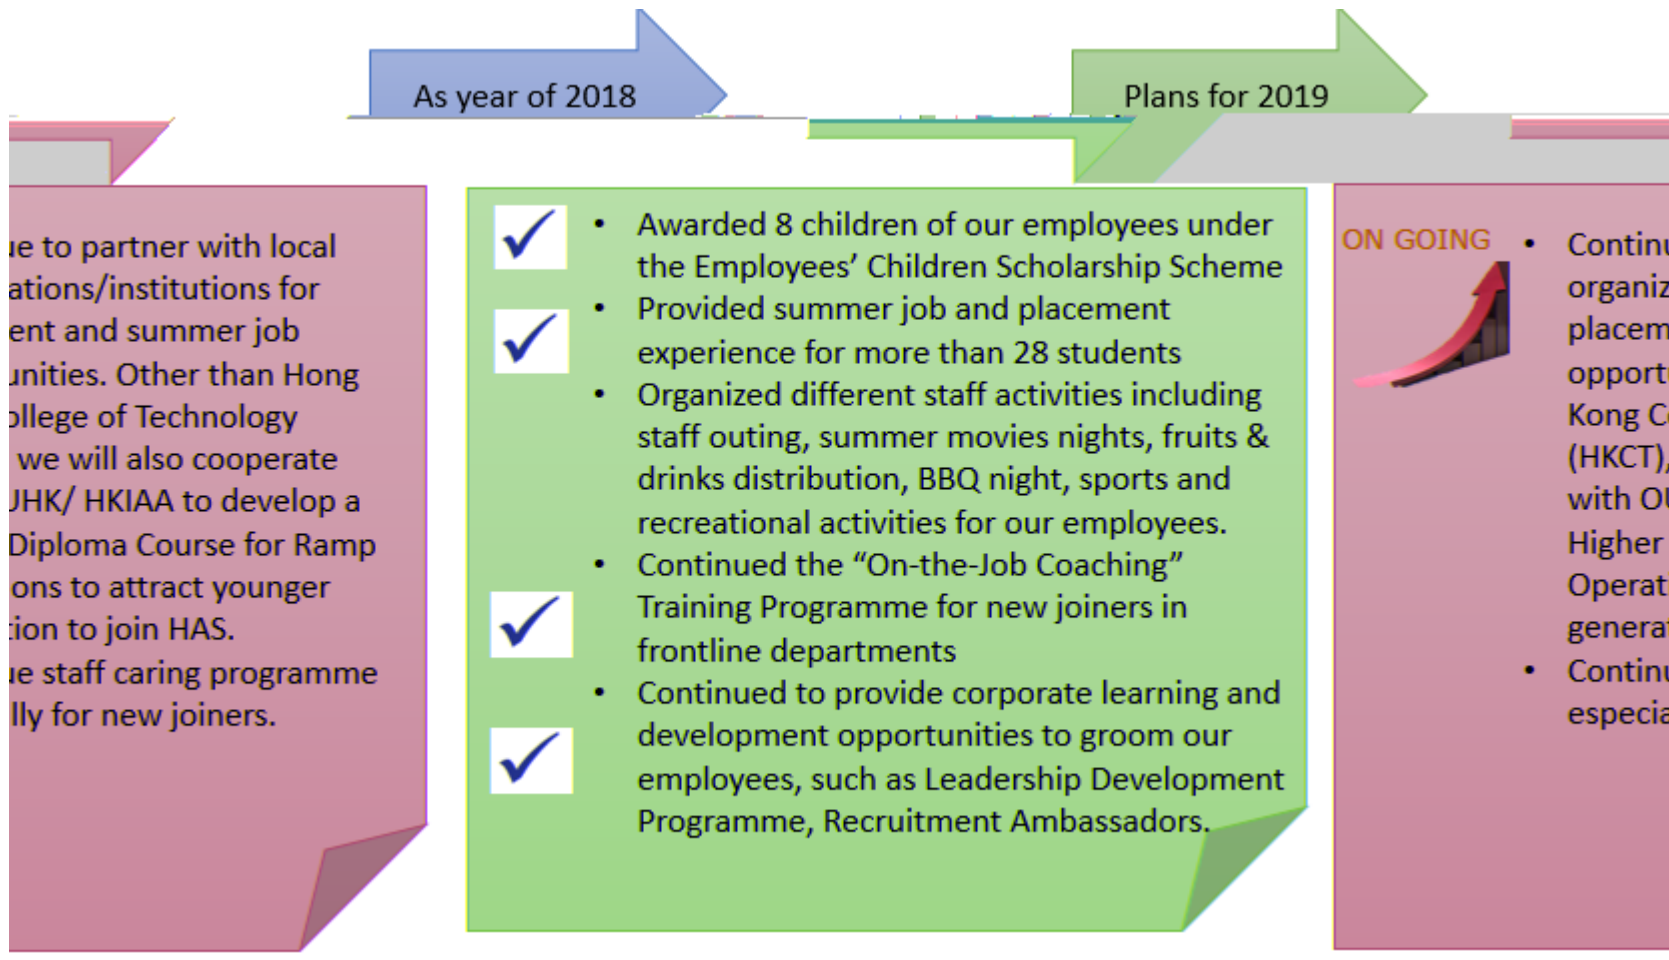 As year of 2018
Plans for 2019
ue to partner with local
ations/institutions for
ent and summer job
unities. Other than Hong
ollege of Technology
we will also cooperate
UHK/ HKIAA to develop a
Diploma Course for Ramp
ons to attract younger
tion to join HAS.
ue staff caring programme
lly for new joiners.
• Awarded 8 children of our employees under
the Employees’ Children Scholarship Scheme
• Provided summer job and placement
experience for more than 28 students
• Organized different staff activities including
staff outing, summer movies nights, fruits &
drinks distribution, BBQ night, sports and
recreational activities for our employees.
• Continued the “On-the-Job Coaching”
Training Programme for new joiners in
frontline departments
• Continued to provide corporate learning and
development opportunities to groom our
employees, such as Leadership Development
Programme, Recruitment Ambassadors.
ON GOING
• Continu
organiz
placem
opport
Kong C
(HKCT),
with OU
Higher
Operat
genera
• Continu
especia